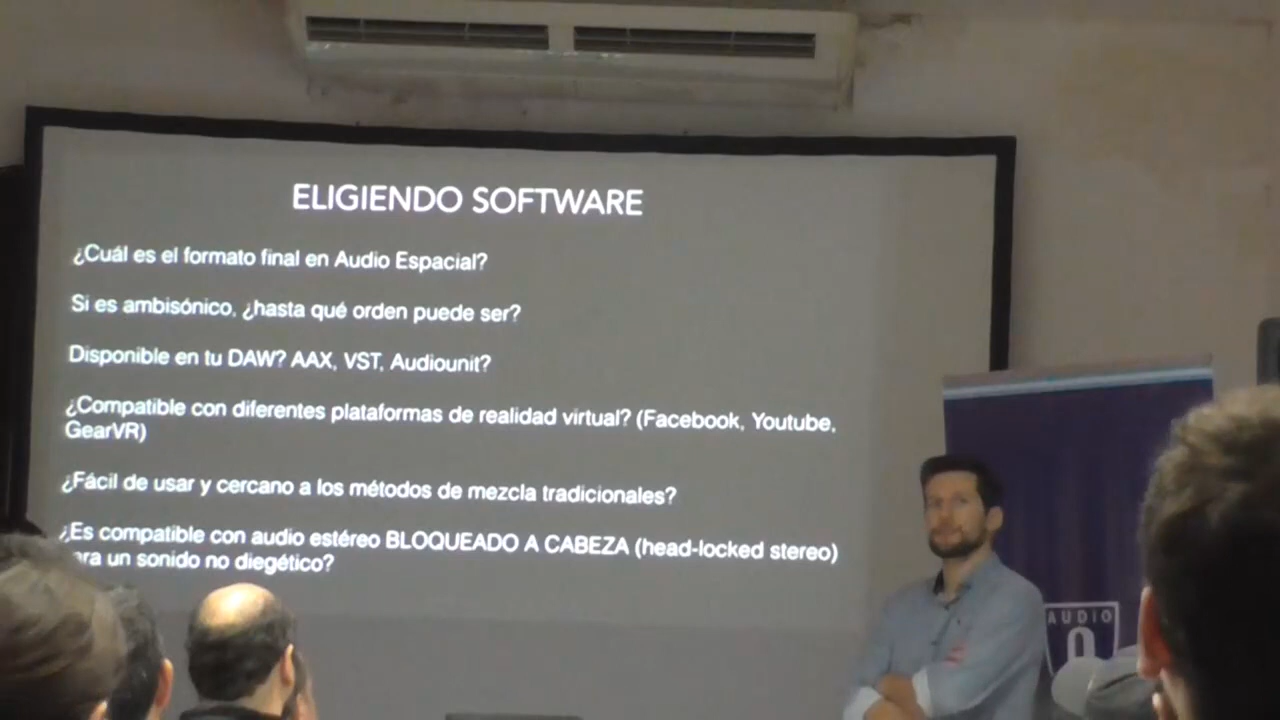 ELIGIENDO SOFTWARE
¿Cuál es el formato final en Audio Espacial?
Si es ambisónico, ¿hasta qué orden puede ser?
Disponible en tu DAW? AAX, VST, Audiounit?
¿Compatible con diferentes plataformas de realidad virtual? (Facebook, Youtube,
GearVR)
¿Fácil de usar y cercano a los métodos de mezcla tradicionales?
¿Es compatible con audio estéreo BLOQUEADO A CABEZA (head-locked stereo)
un sonido no diegético?
AUDIO